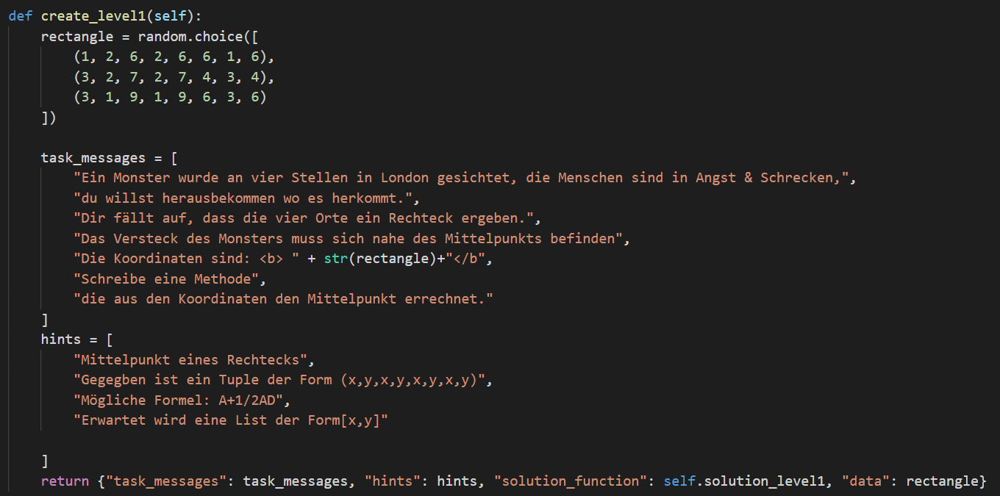 def create_level1(self):
    rectangle = random.choice([
        (1, 2, 6, 2, 6, 6, 1, 6),
        (3, 2, 7, 2, 7, 4, 3, 4),
        (3, 1, 9, 1, 9, 6, 3, 6)
    ])

    task_messages = [
        "Ein Monster wurde an vier Stellen in London gesichtet, die Menschen sind in Angst & Schrecken,",
        "du willst herausbekommen wo es herkommt.",
        "Dir fällt auf, dass die vier Orte ein Rechteck ergeben.",
        "Das Versteck des Monsters muss sich nahe des Mittelpunkts befinden",
        "Die Koordinaten sind: <b> " + str(rectangle)+"</b",
        "Schreibe eine Methode",
        "die aus den Koordinaten den Mittelpunkt errechnet."
    ]
    hints = [
        "Mittelpunkt eines Rechtecks",
        "Gegegben ist ein Tuple der Form (x,y,x,y,x,y,x,y)",
        "Mögliche Formel: A+1/2AD",
        "Erwartet wird eine List der Form[x,y]"

    ]
    return {"task_messages": task_messages, "hints": hints, "solution_function": self.solution_level1, "data": rectangle}